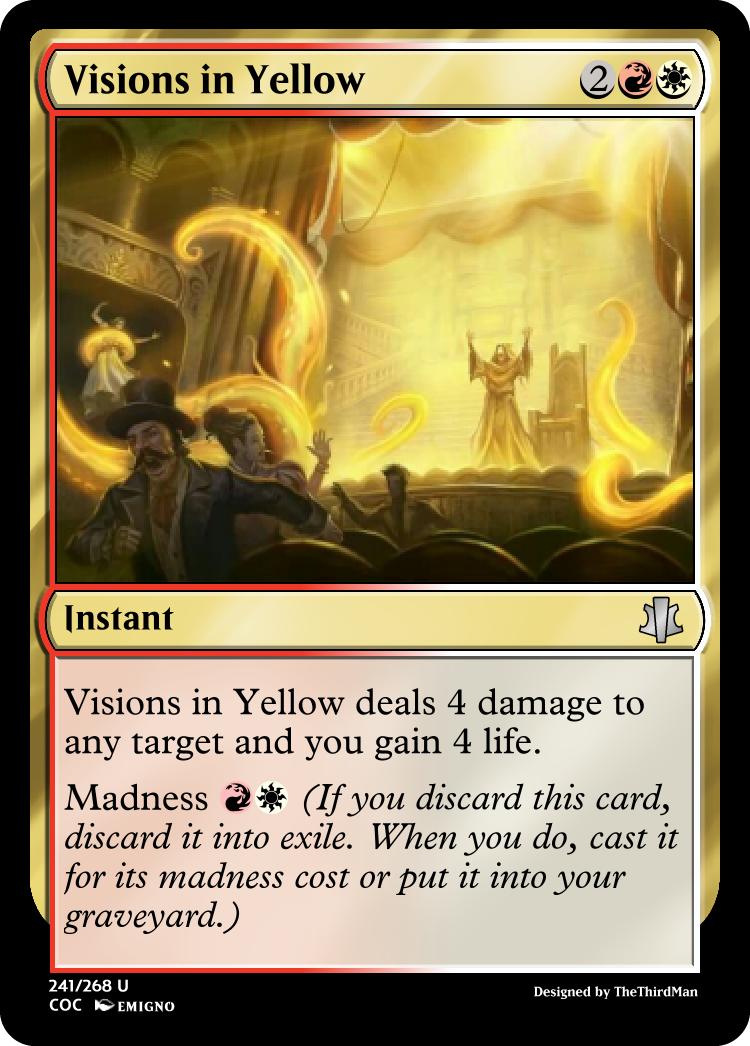 Visions in Yellow 2
Instant
Visions in Yellow deals 4 damage to
any target and you gain 4 life.
Madness (If you discard this card,
discard it into exile. When you do, cast it
for its madness cost or put it into your
graveyard.)
241/268 U
COC EMIGNO
Designed by TheThirdMan